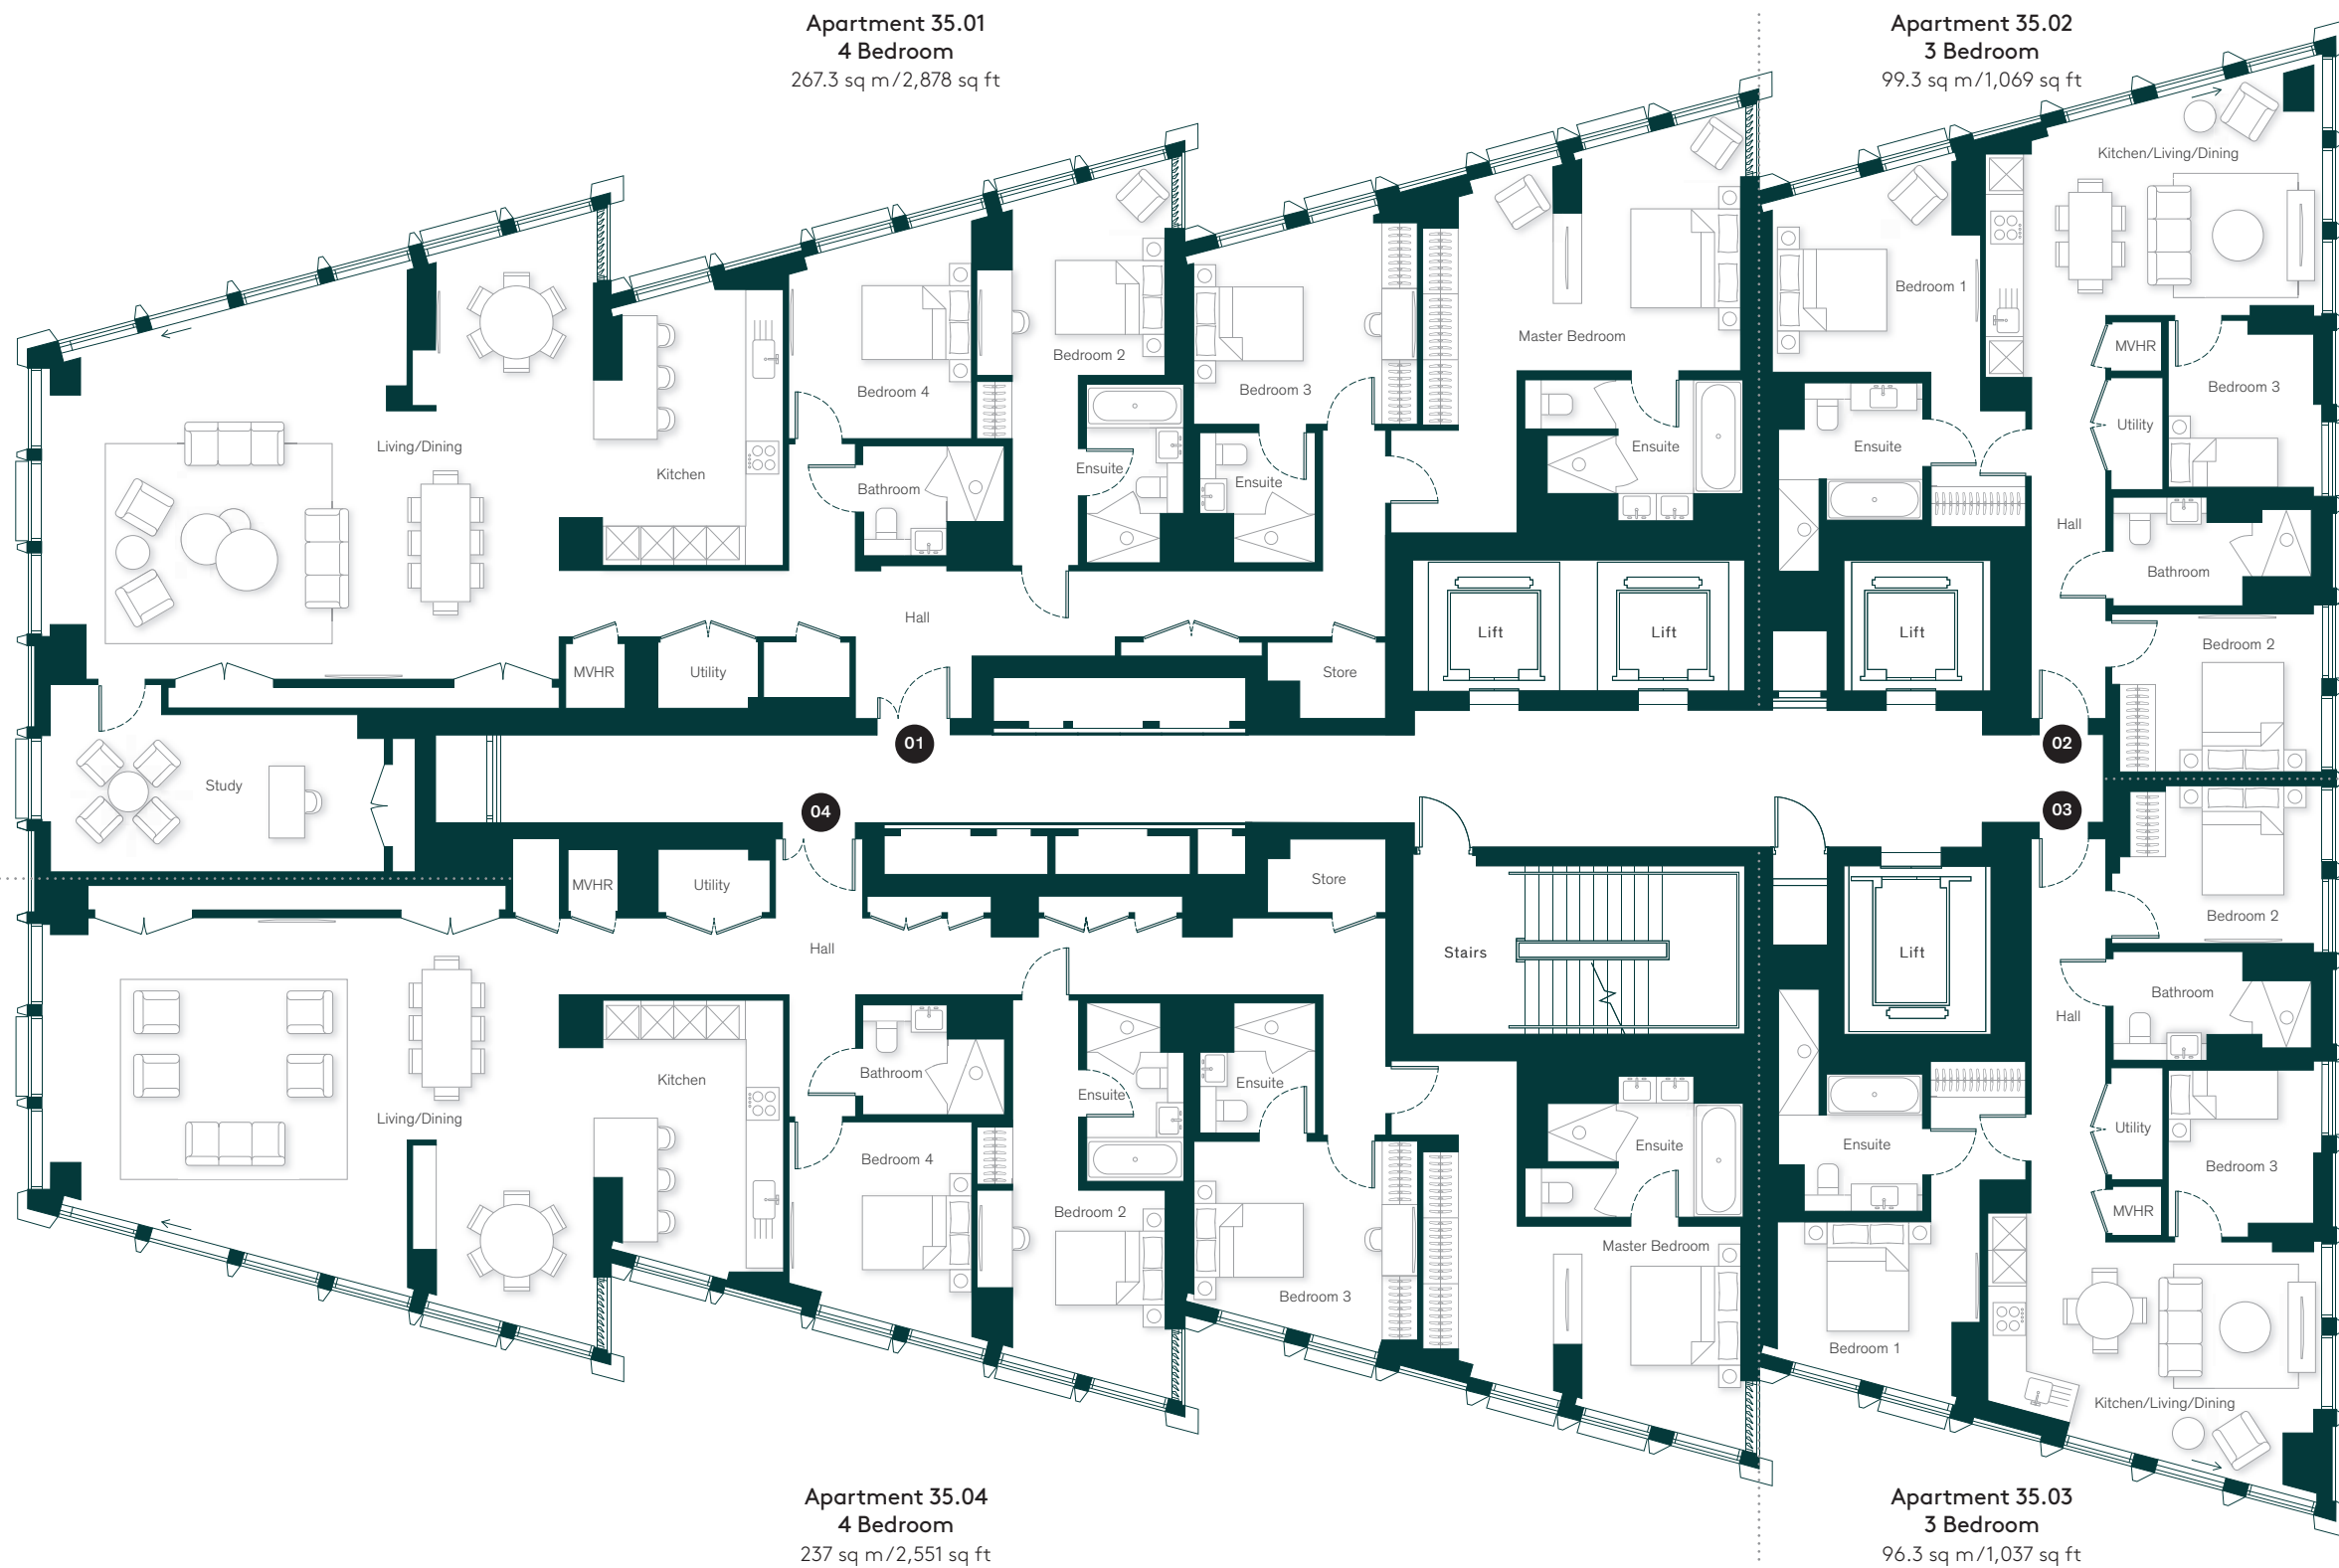 Apartment 35.01
4 Bedroom
267.3 sq m/2,878 sq ft
Apartment 35.02
3 Bedroom
99.3 sq m/1,069 sq ft
Kitchen/Living/Dining
Bedroom 1
Master Bedroom
MVHR
Bedroom 2
Bedroom 3
Bedroom 4
Bedroom 3
Utility
Living/Dining
Ensuite
Ensuite
Kitchen
Ensuite
Ensuite
Bathroom
Hall
Bathroom
Hall
Lift
Lift
Lift
Bedroom 2
MVHR
Utility
Store
01
02
Study
04
03
MVHR
Utility
Store
Bedroom 2
Hall
Stairs
Lift
Bathroom
Hall
Kitchen
Bathroom
Ensuite
Ensuite
Living/Dining
Utility
Ensuite
Ensuite
Bedroom 4
Bedroom 3
Bedroom 2
MVHR
Master Bedroom
Bedroom 3
Bedroom 1
Kitchen/Living/Dining
Apartment 35.04
4 Bedroom
237 sq m/2,551 sq ft
Apartment 35.03
3 Bedroom
96.3 sq m/1,037 sq ft